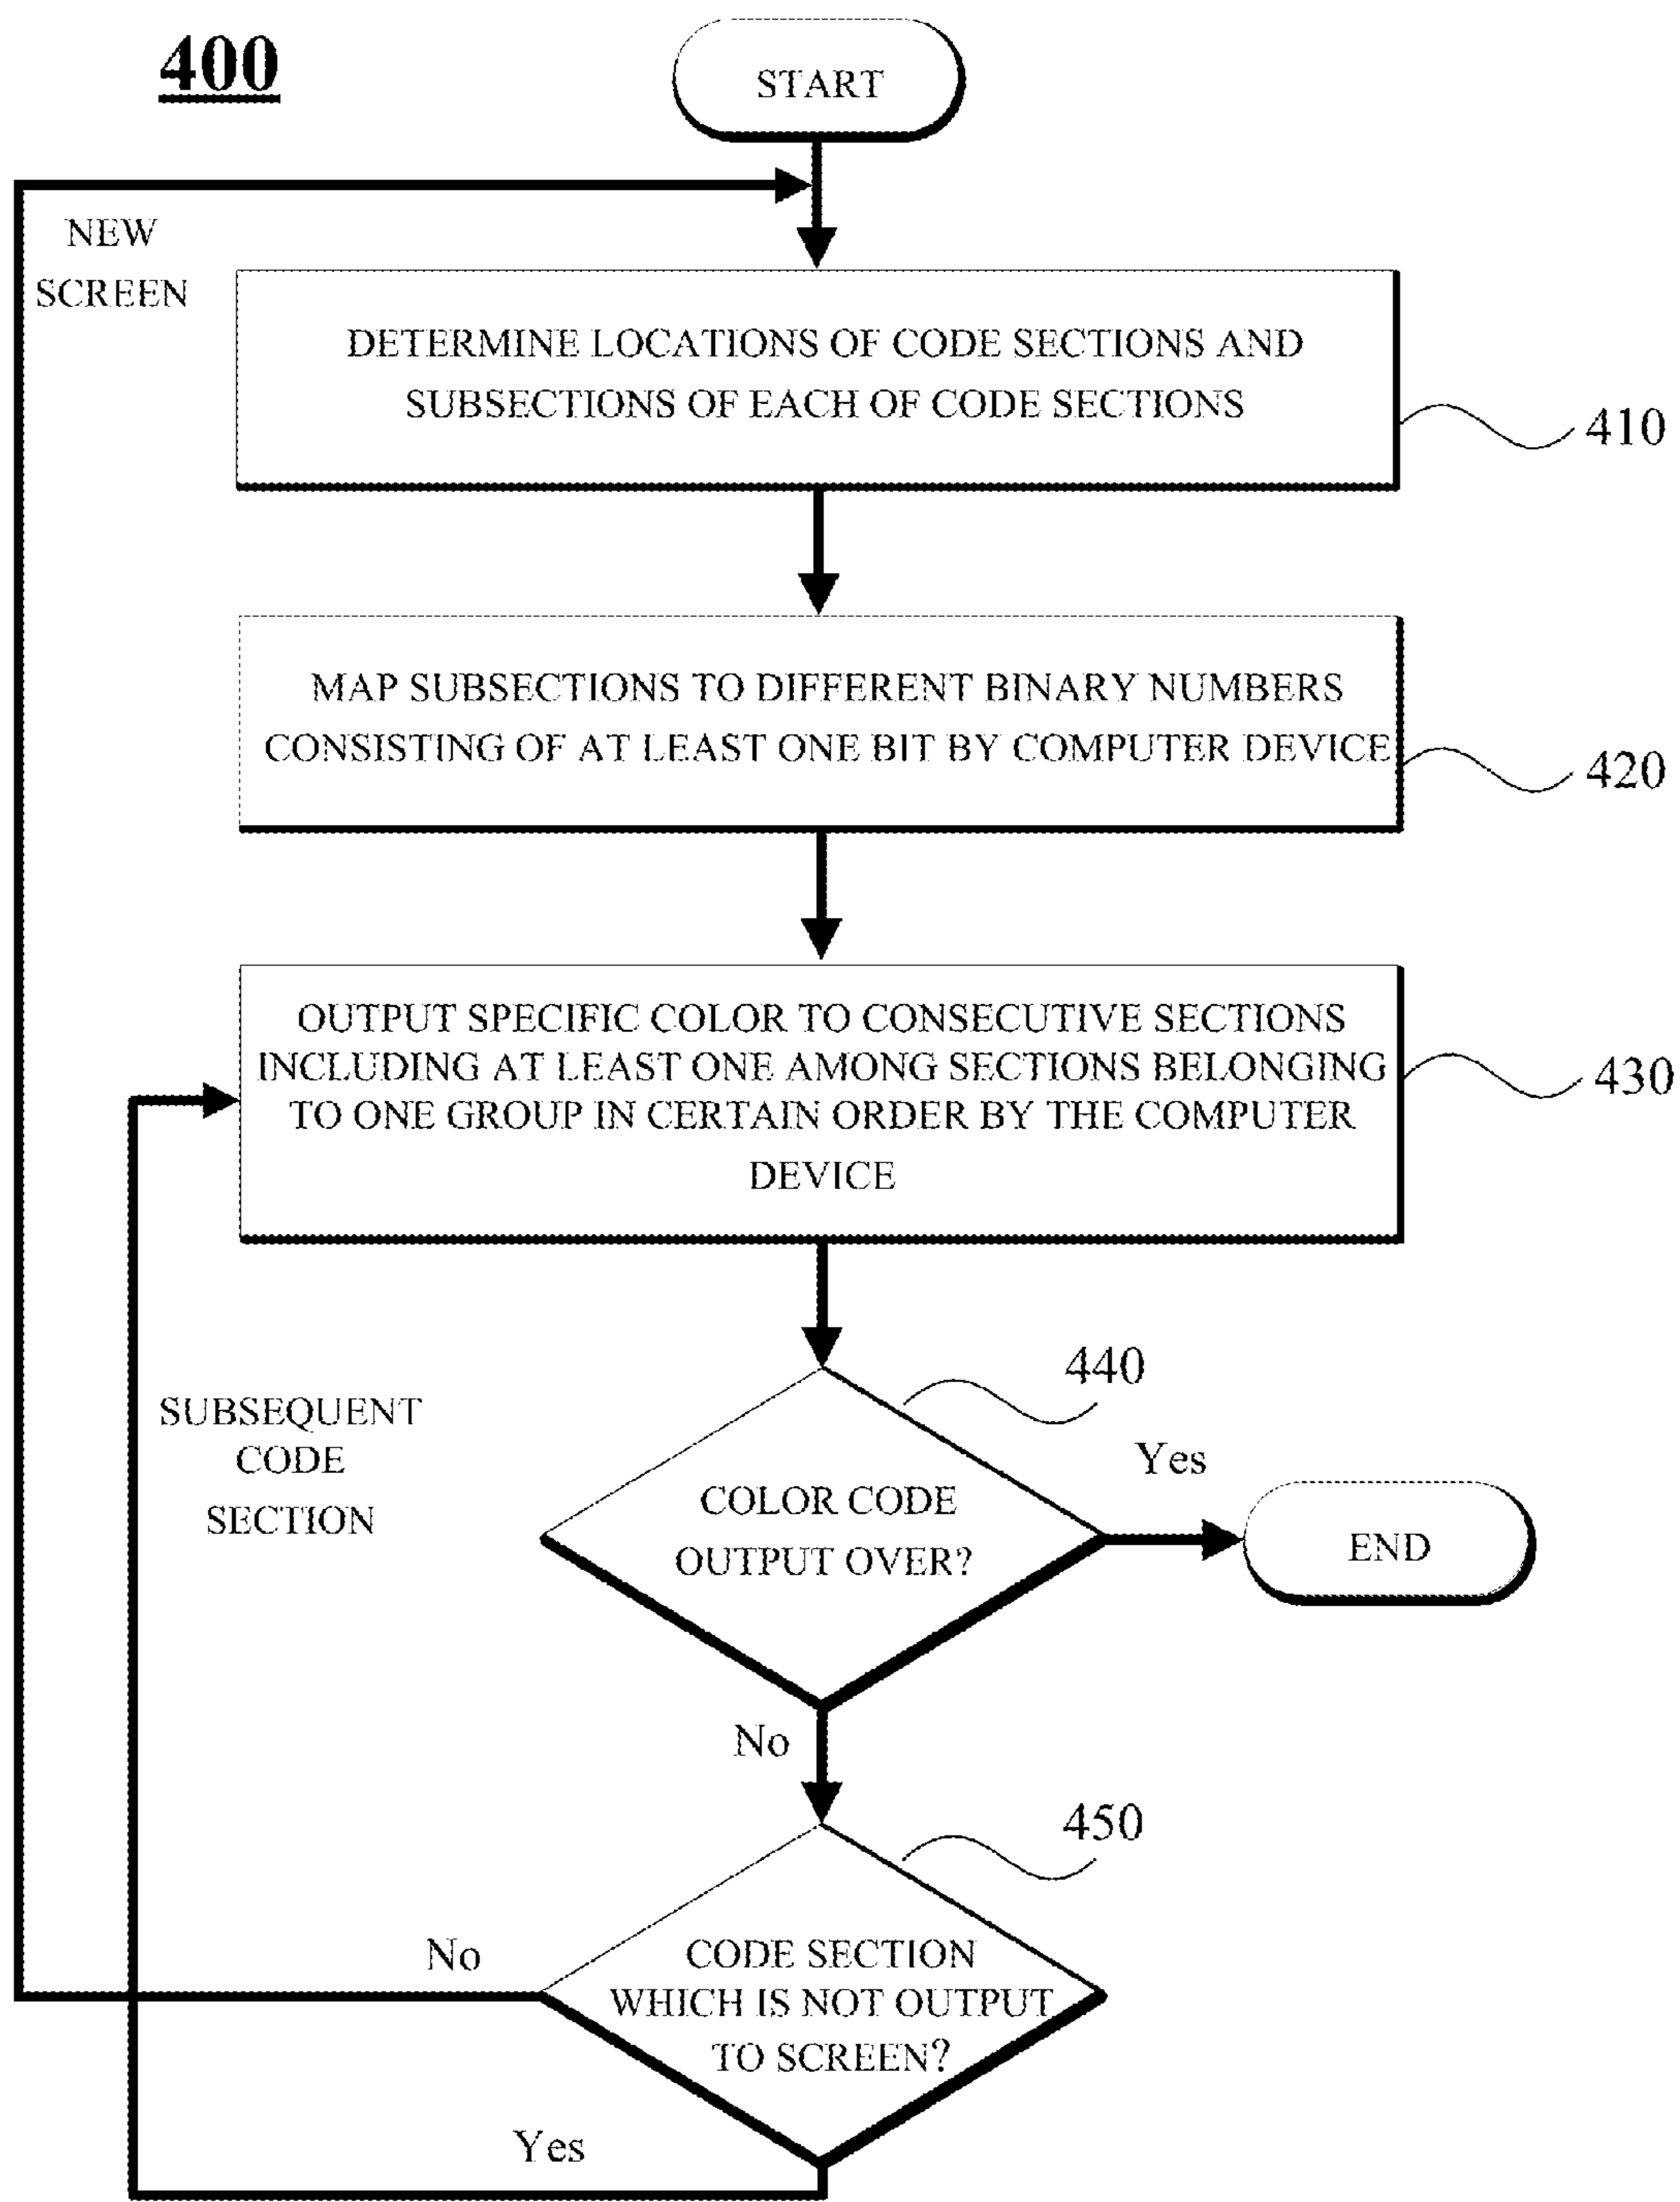 400
START
NEW
SCREEN
DETERMINE LOCATIONS OF CODE SECTIONS AND
SUBSECTIONS OF EACH OF CODE SECTIONS
410
MAP SUBSECTIONS TO DIFFERENT BINARY NUMBERS
CONSISTING OF AT LEAST ONE BIT BY COMPUTER DEVICE
420
OUTPUT SPECIFIC COLOR TO CONSECUTIVE SECTIONS
INCLUDING AT LEAST ONE AMONG SECTIONS BELONGING
TO ONE GROUP IN CERTAIN ORDER BY THE COMPUTER
DEVICE
430
440
SUBSEQUENT
CODE
SECTION
COLOR CODE
OUTPUT OVER?
Yes
END
No
450
CODE SECTION
WHICH IS NOT OUTPUT
TO SCREEN?
No
Yes